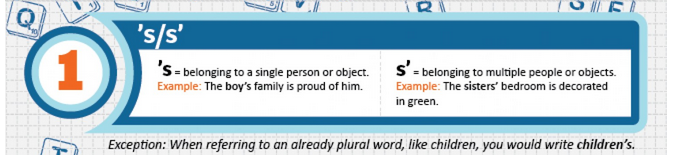 Q
10
B
's/s'
1
's = belonging to a single person or object.
Example: The boy's family is proud of him.
s' = belonging to multiple people or objects.
Example: The sisters' bedroom is decorated
in green.
Exception: When referring to an already plural word, like children, you would write children's.